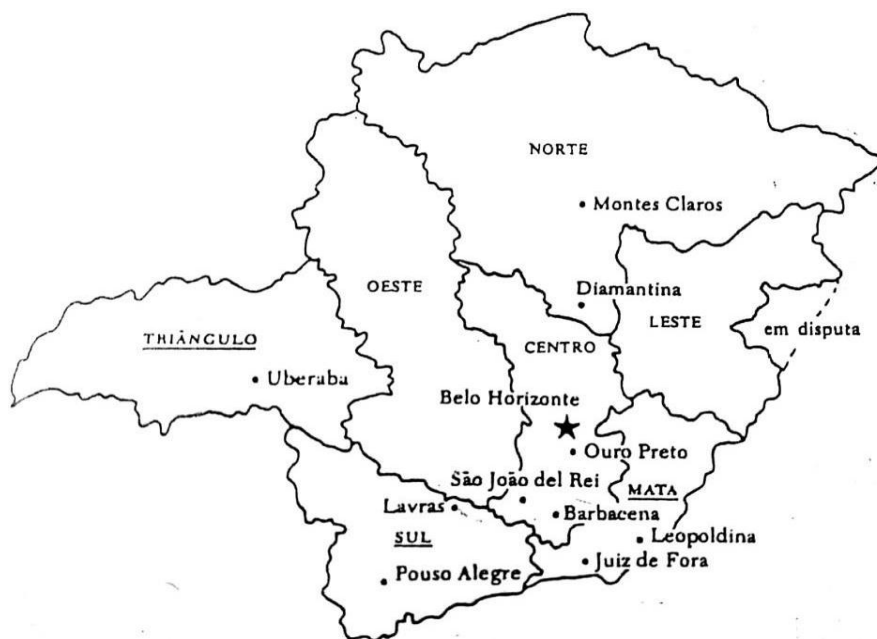 NORTE
Montes Claros
OESTE
Diamantina
LESTE
em disputa
THIÂNGULO
CENTRO
Uberaba
Belo Horizonte
Ouro Preto
São João del Rei
MATA
Lavras
Barbacena
SUL
Leopoldina
Juiz de Fora
Pouso Alegre